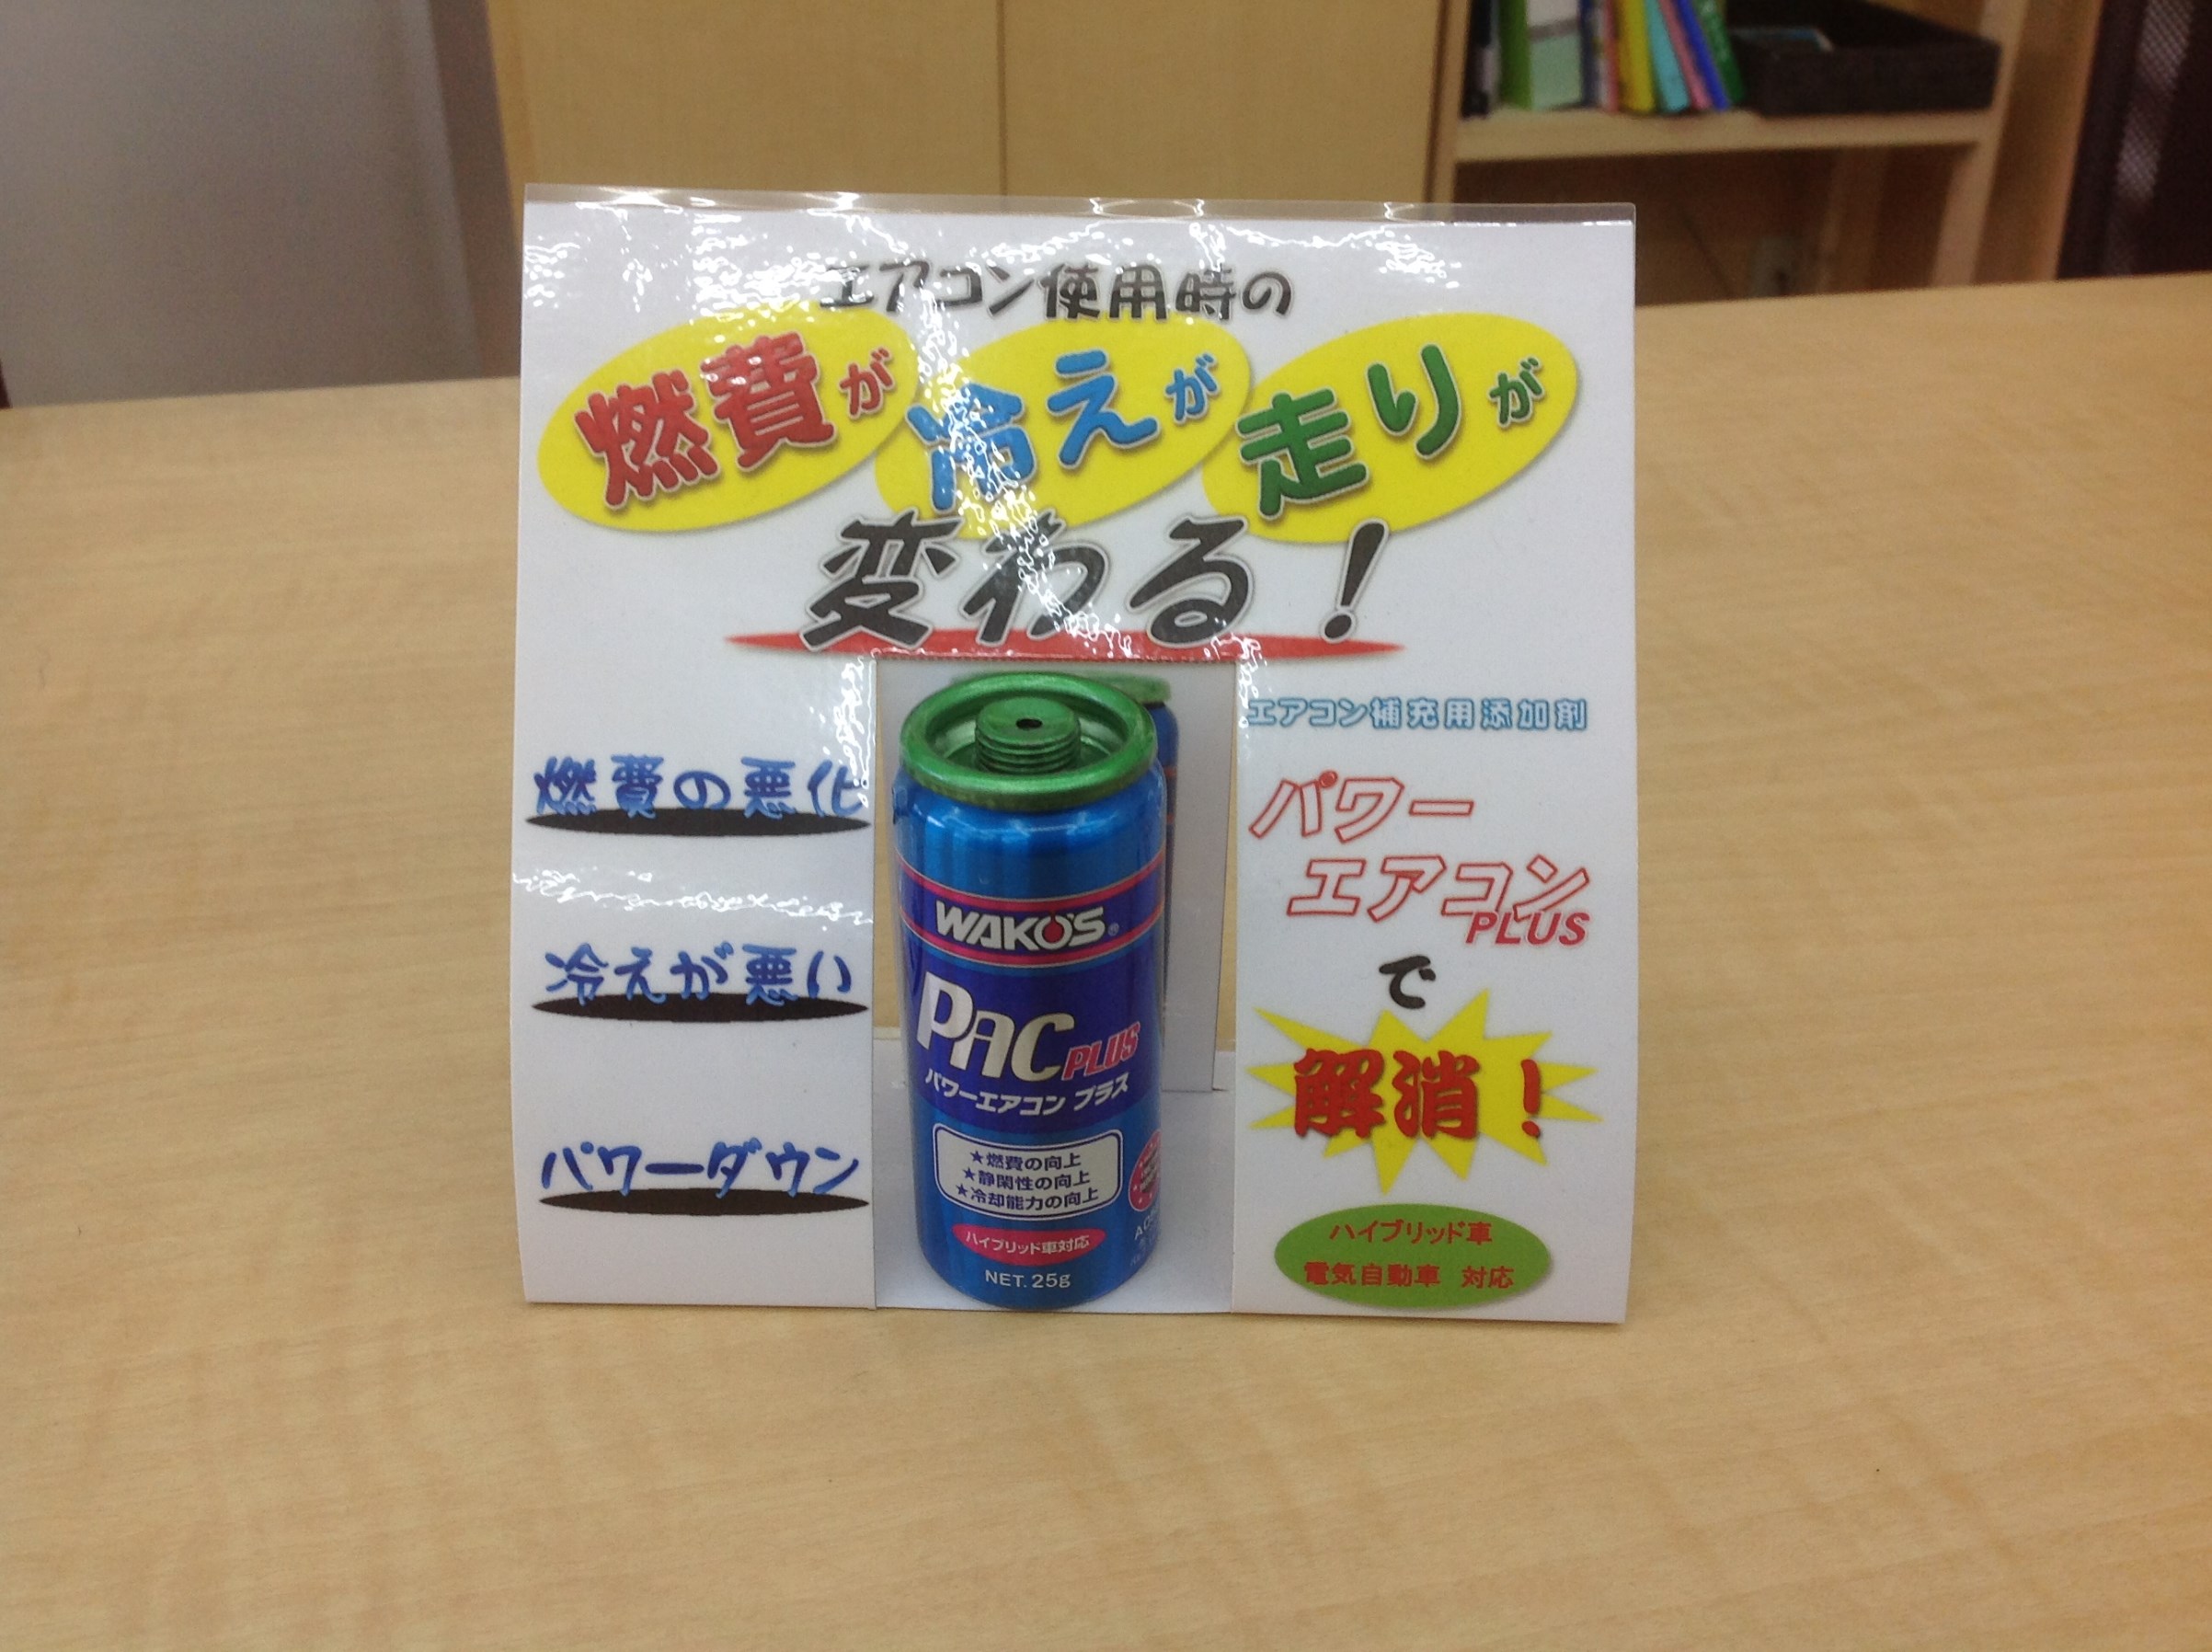 エアコン使用時の
燃費が 冷えが 走りが
変わる!
燃費の悪化
冷えが悪い
パワーダウン
WAKO'S®
PAC PLUS
パワーエアコン プラス
★燃費の向上
★静閑性の向上
★冷却能力の向上
ハイブリッド車対応
NET. 25g
エアコン補充用添加剤
パワー
エアコン
PLUS
で
解消!
ハイブリッド車
電気自動車 対応